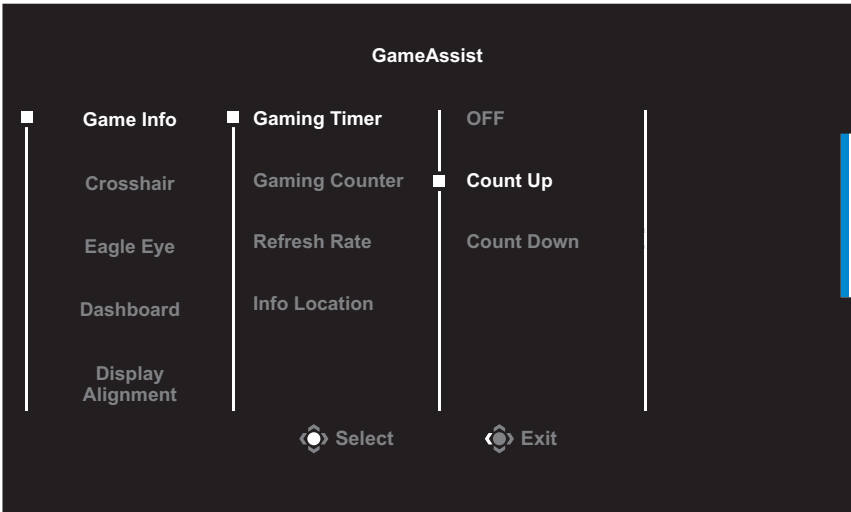 GameAssist
Game Info
Crosshair
Eagle Eye
Dashboard
Display
Alignment
Gaming Timer
Gaming Counter
Refresh Rate
Info Location
OFF
Count Up
Count Down
Select
Exit